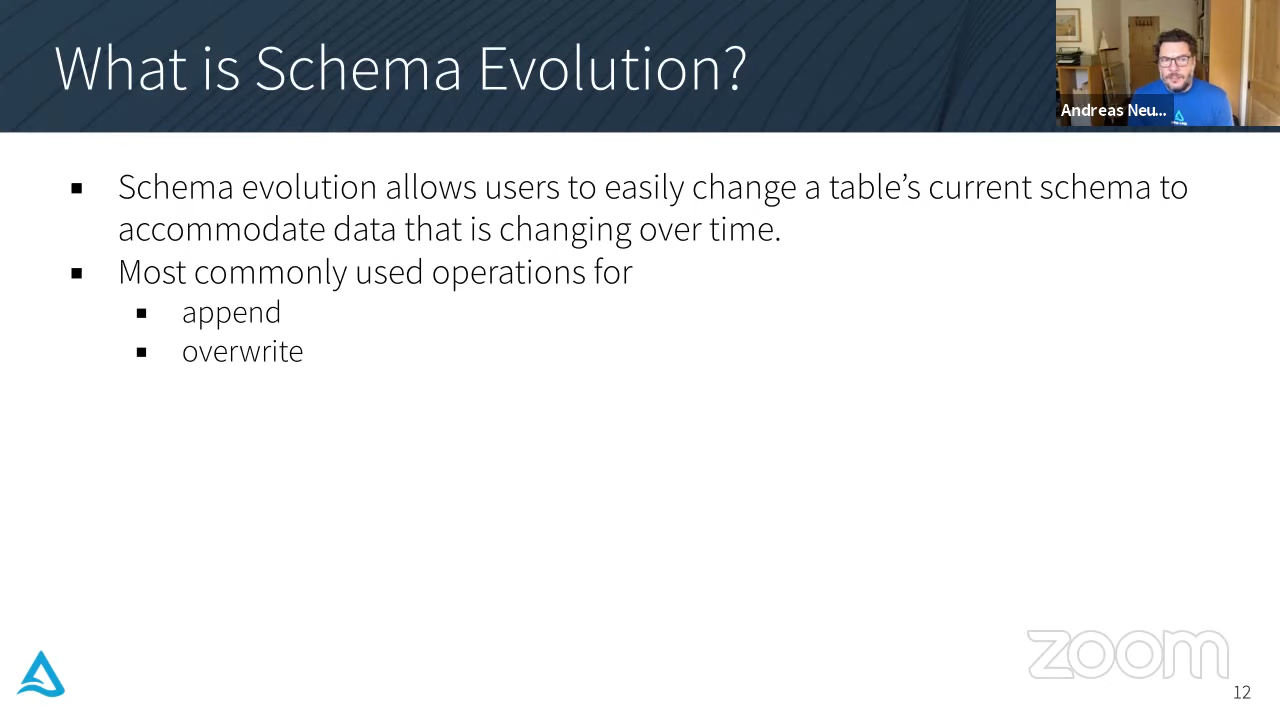 What is Schema Evolution?
Andreas Neu...
▪ Schema evolution allows users to easily change a table’s current schema to
accommodate data that is changing over time.
▪ Most commonly used operations for
▪ append
▪ overwrite
zoom
12